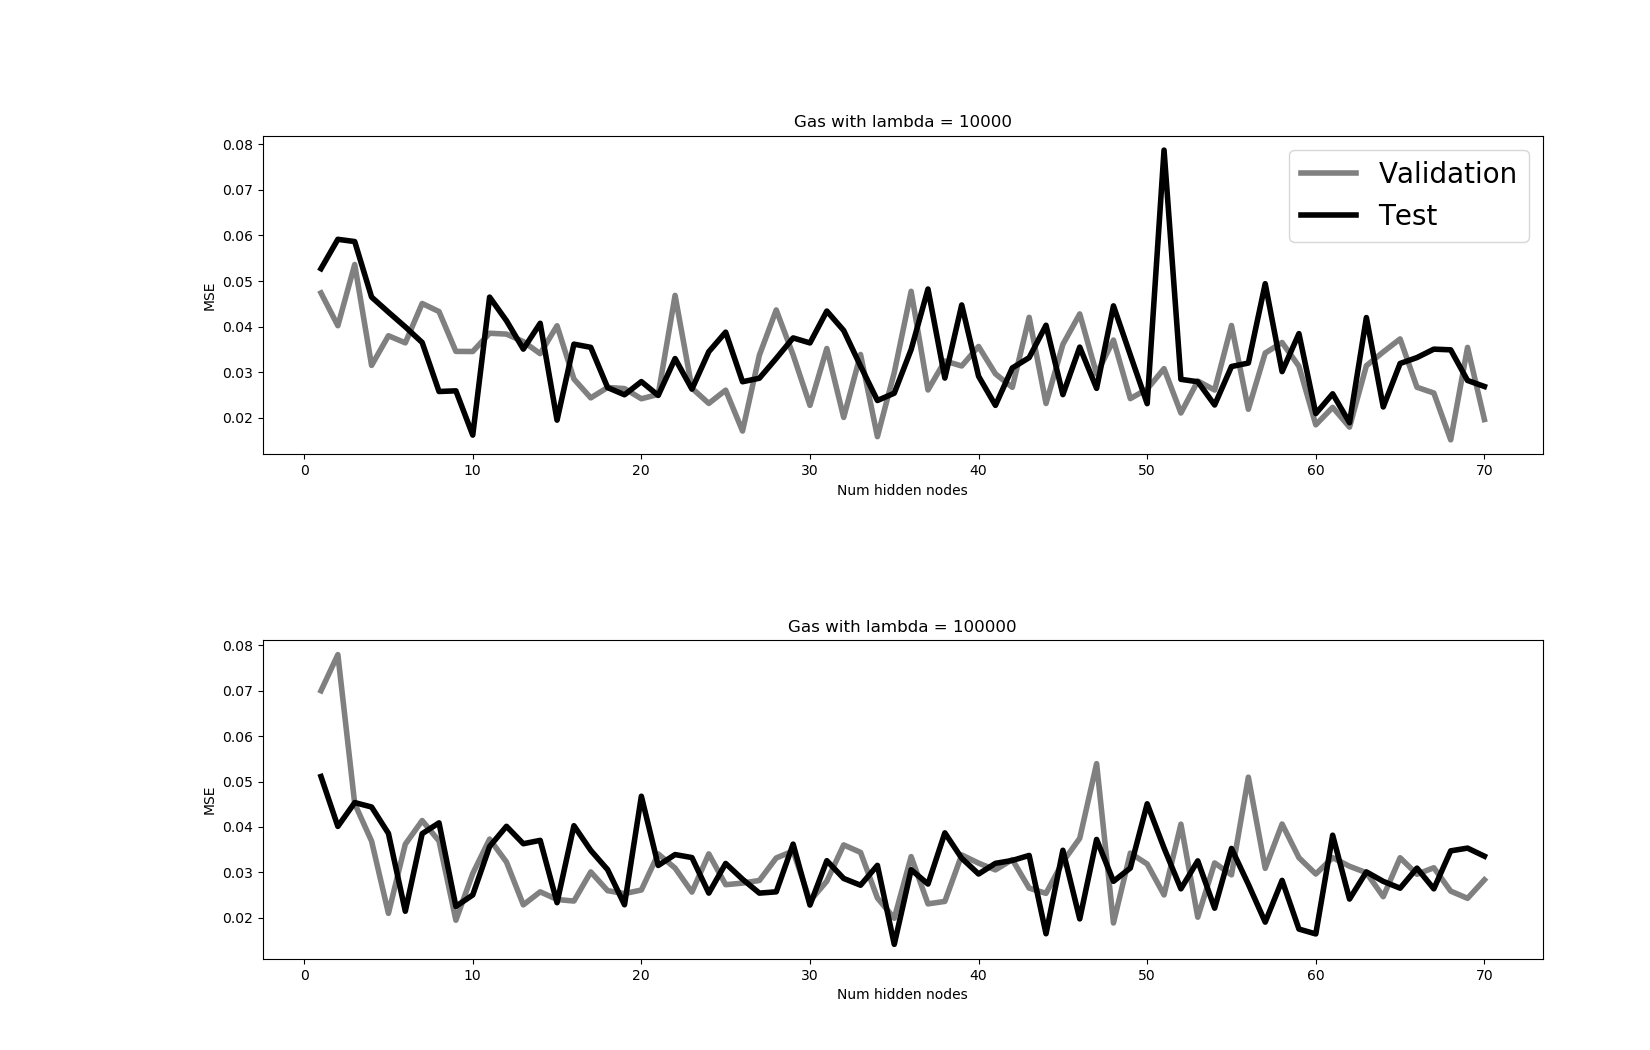 Gas with lambda = 10000
0.08
0.07
0.06
0.05
0.04
0.03
0.02
MSE
Validation
Test
0 10 20 30 40 50 60 70
Num hidden nodes
Gas with lambda = 100000
0.08
0.07
0.06
0.05
0.04
0.03
0.02
MSE
0 10 20 30 40 50 60 70
Num hidden nodes